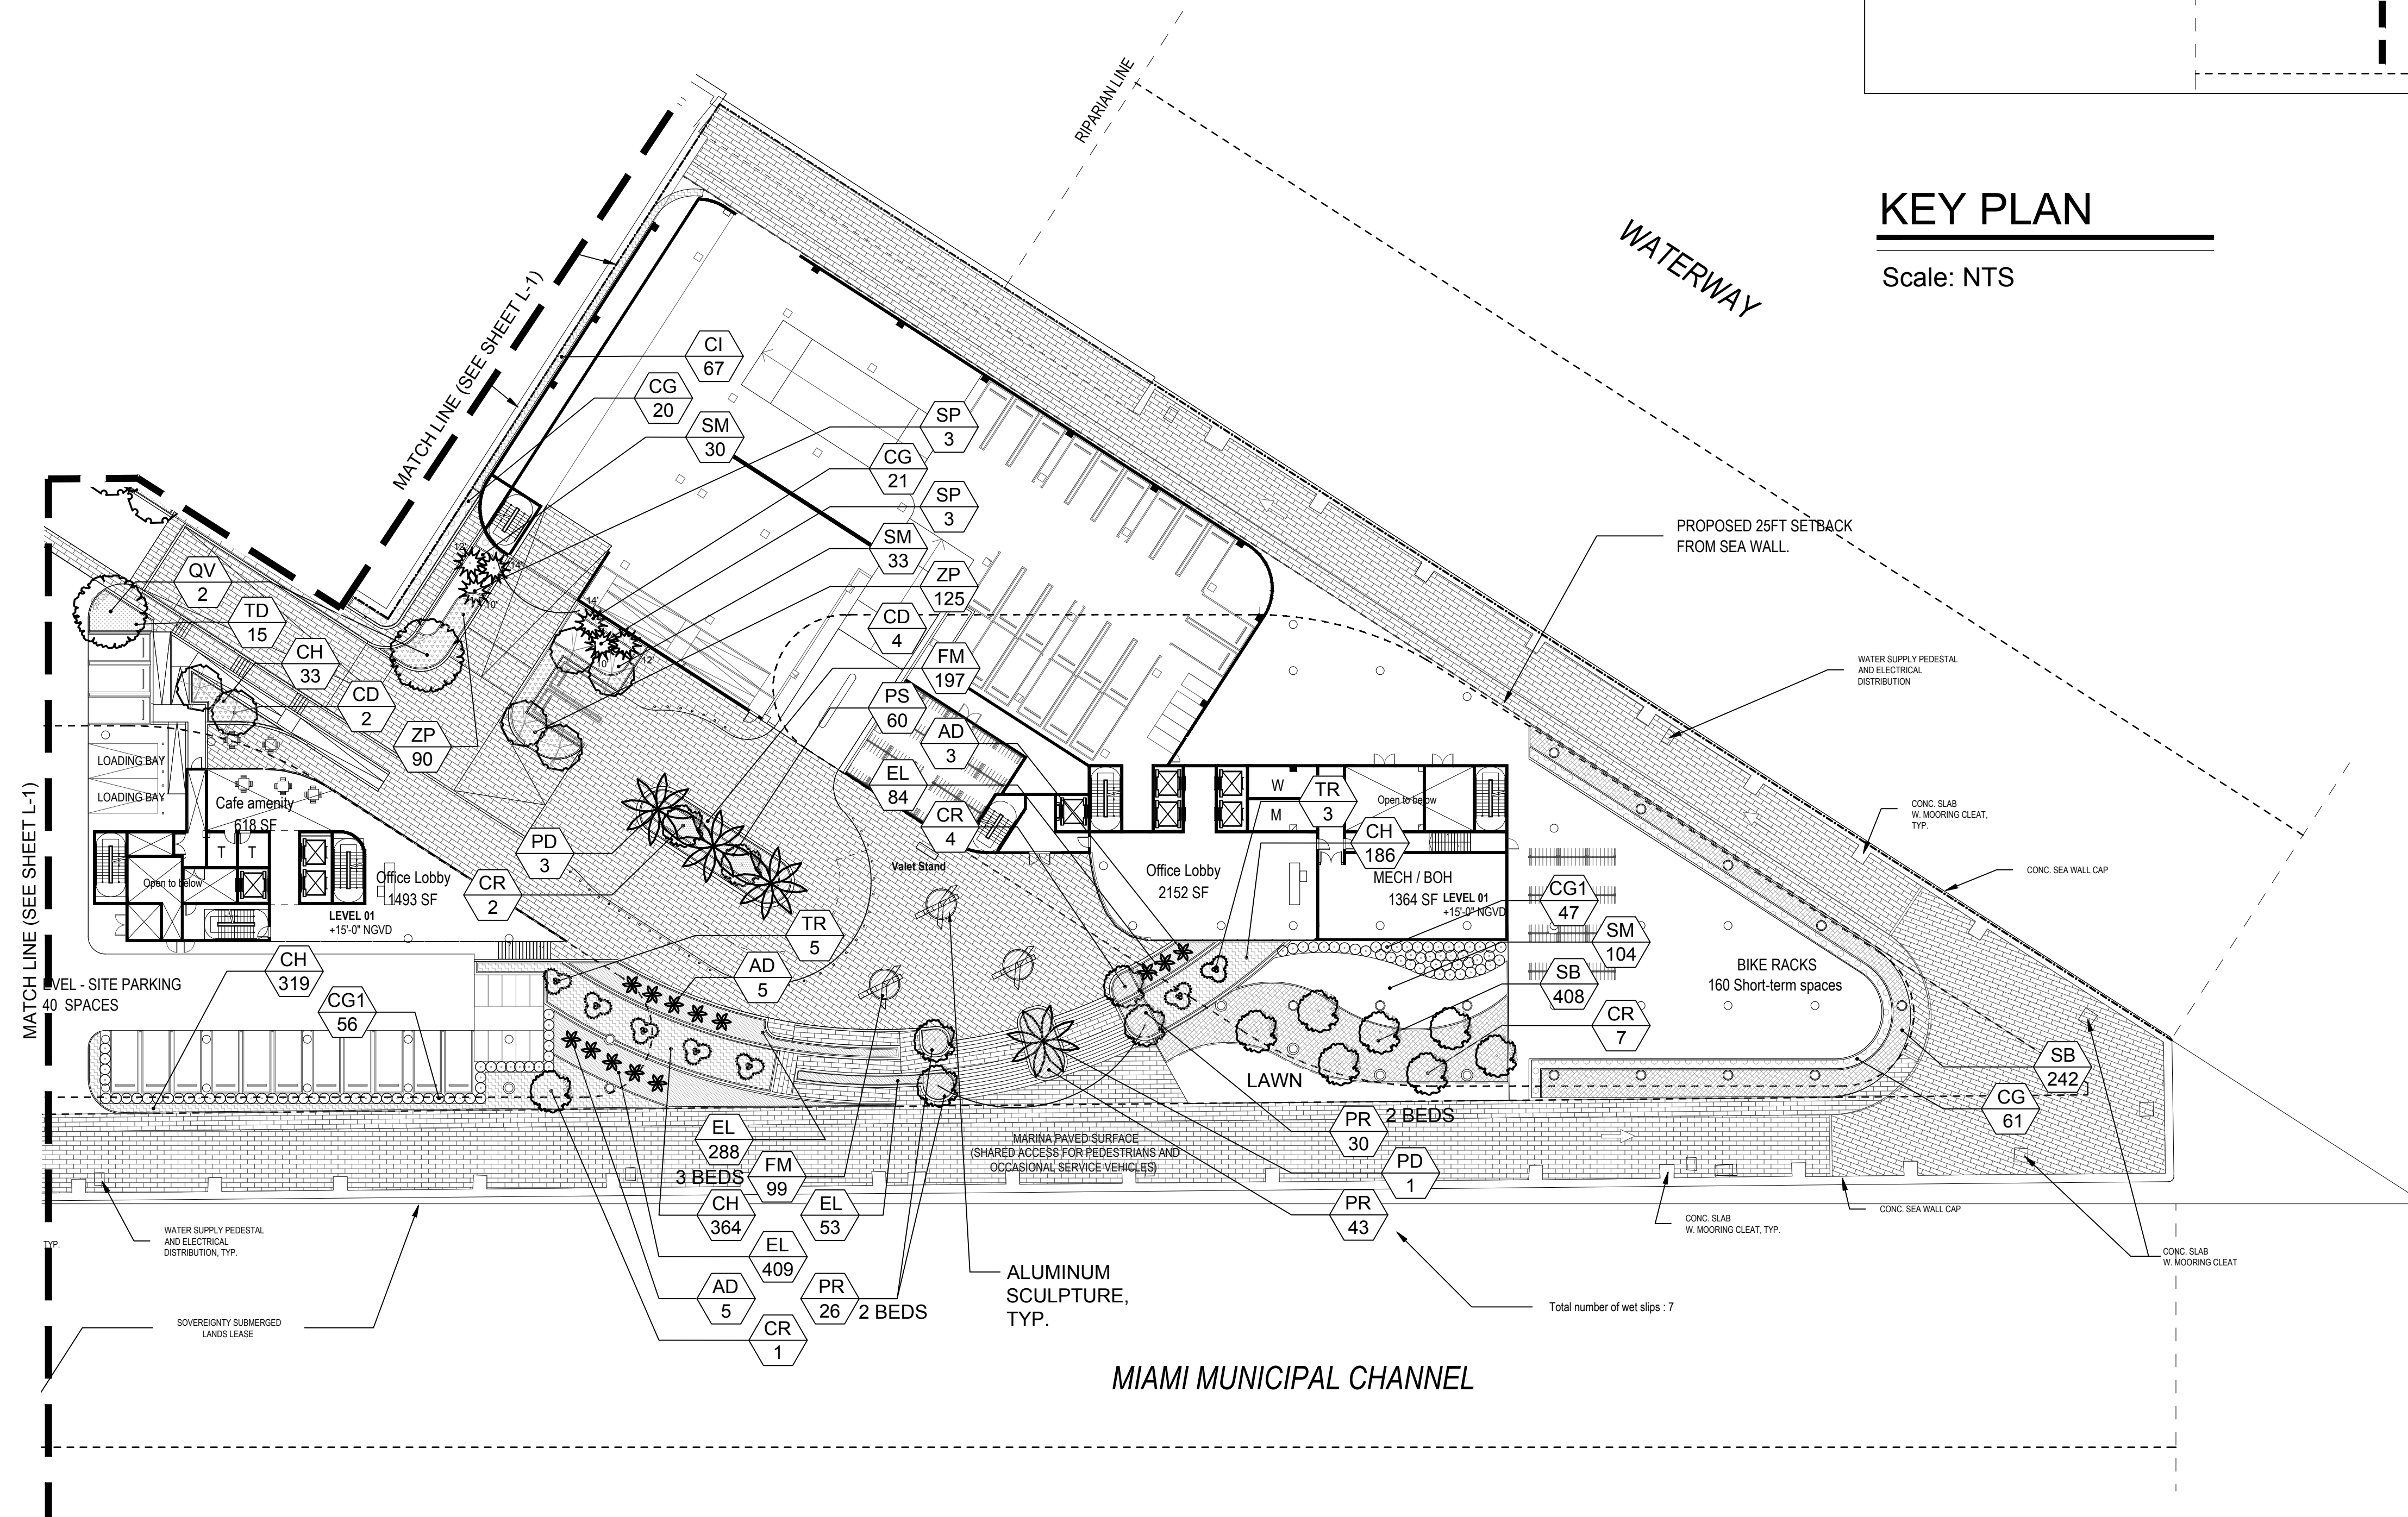 RIPARIAN LINE
WATERWAY
KEY PLAN
Scale: NTS
MATCH LINE (SEE SHEET L-1)
CI
67
CG
20
SM
30
SP
3
CG
21
SP
3
SM
33
ZP
125
CD
4
FM
197
PS
60
AD
3
EL
84
CR
4
PROPOSED 25FT SETBACK
FROM SEA WALL.
12'
14'
10'
14'
10'
12'
QV
2
TD
15
CH
33
CD
2
ZP
90
WATER SUPPLY PEDESTAL
AND ELECTRICAL
DISTRIBUTION
LOADING BAY
LOADING BAY
Cafe amenity
618 SF
T
T
Open to below
Office Lobby
1493 SF
LEVEL 01
+15'-0" NGVD
PD
3
CR
2
Valet Stand
W
M
TR
3
Open to below
CH
186
Office Lobby
2152 SF
MECH / BOH
1364 SF
LEVEL 01
+15'-0" NGVD
CG1
47
SM
104
SB
408
CR
7
BIKE RACKS
160 Short-term spaces
CONC. SLAB
W. MOORING CLEAT,
TYP.
CONC. SEA WALL CAP
MATCH LINE (SEE SHEET L-1)
EVEL - SITE PARKING
40 SPACES
CH
319
CG1
56
TR
5
AD
5
LAWN
SB
242
CG
61
EL
288
3 BEDS
FM
99
CH
364
EL
53
EL
409
AD
5
PR
26
2 BEDS
CR
1
MARINA PAVED SURFACE
(SHARED ACCESS FOR PEDESTRIANS AND
OCCASIONAL SERVICE VEHICLES)
PR
30
2 BEDS
PD
1
PR
43
ALUMINUM
SCULPTURE,
TYP.
CONC. SLAB
W. MOORING CLEAT, TYP.
CONC. SEA WALL CAP
CONC. SLAB
W. MOORING CLEAT
TYP.
WATER SUPPLY PEDESTAL
AND ELECTRICAL
DISTRIBUTION, TYP.
SOVEREIGNTY SUBMERGED
LANDS LEASE
Total number of wet slips : 7
MIAMI MUNICIPAL CHANNEL